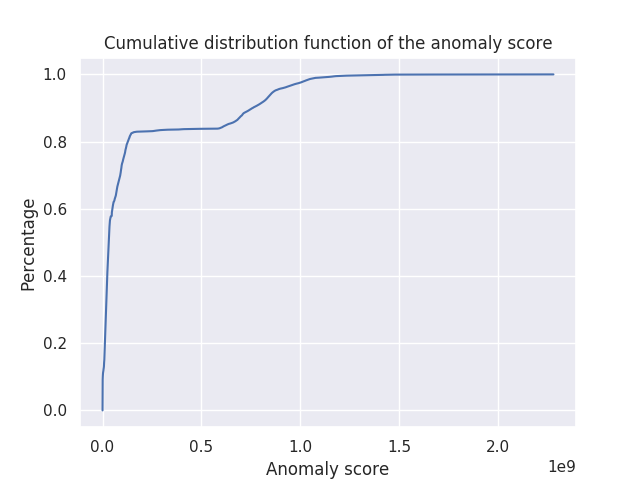 Cumulative distribution function of the anomaly score
1.0
0.8
0.6
0.4
0.2
0.0
Percentage
0.0 0.5 1.0 1.5 2.0
1e9
Anomaly score